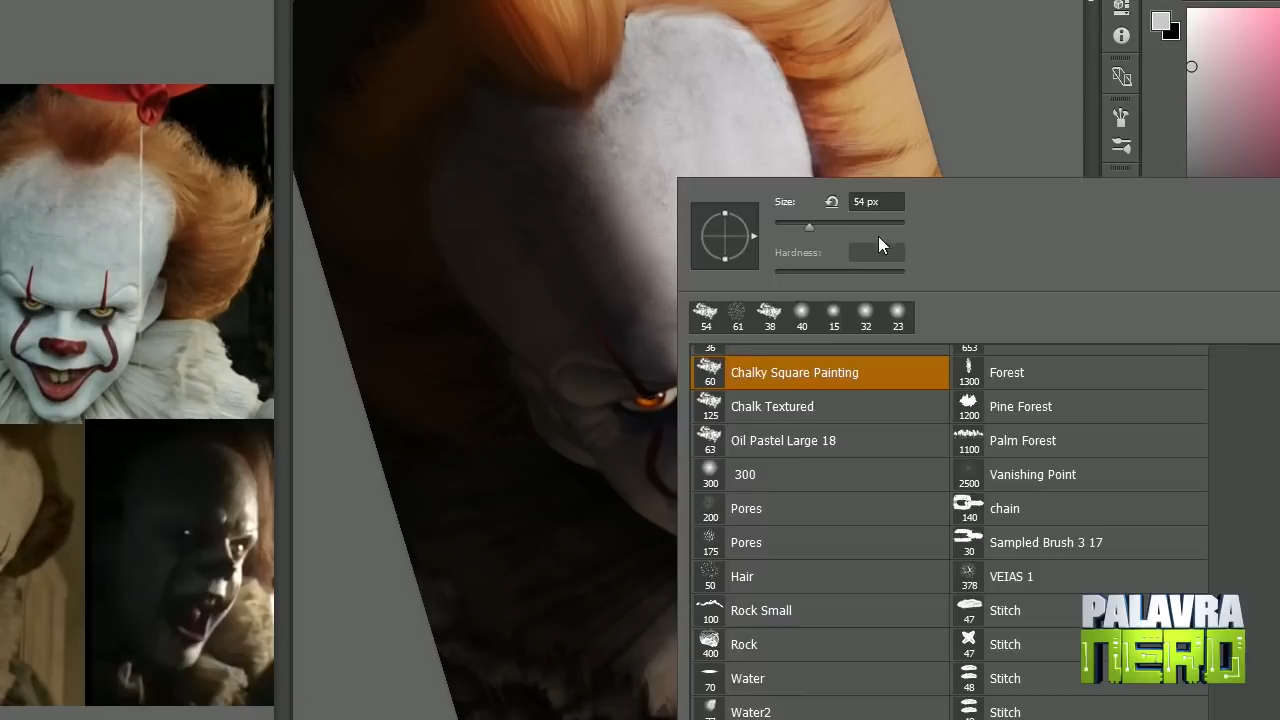 Size:
54 px
Hardness:
54 61 38 40 15 32 23
36
653
60 Chalky Square Painting
1300 Forest
125 Chalk Textured
1200 Pine Forest
63 Oil Pastel Large 18
1100 Palm Forest
300 300
2500 Vanishing Point
200 Pores
140 chain
175 Pores
30 Sampled Brush 3 17
50 Hair
378 VEIAS 1
100 Rock Small
47 Stitch
400 Rock
47 Stitch
70 Water
48 Stitch
Water2
Stitch
PALAVRA
NERD